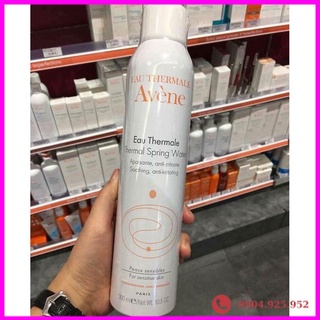 EAU THERMALE
Avène
Eau Thermale
Thermal Spring Water
Apaisante, anti-irritante
Soothing, anti-irritating
Peaux sensibles
For sensitive skin
PARIS
0904.925.952